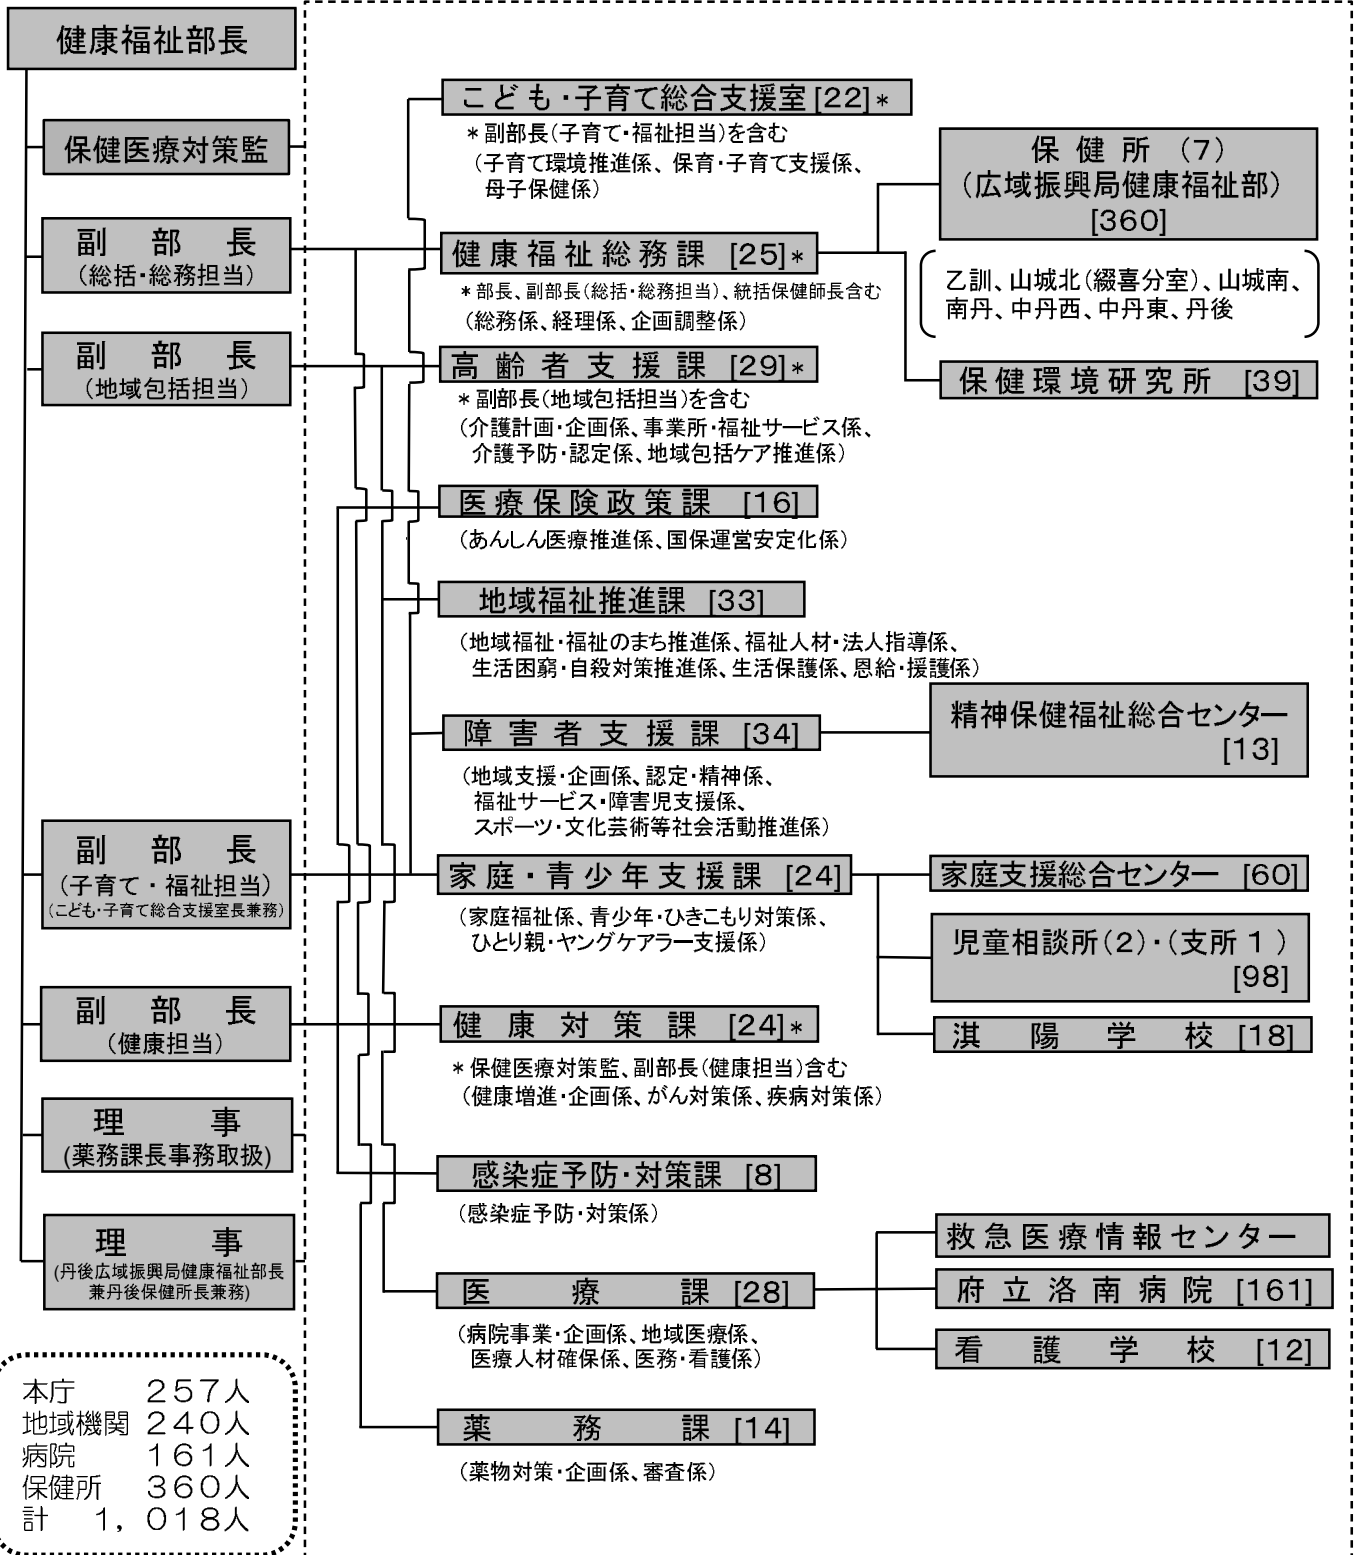 健康福祉部長
保健医療対策監
副部長
(総括・総務担当)
副部長
(地域包括担当)
副部長
(子育て・福祉担当)
(こども・子育て総合支援室長兼務)
副部長
(健康担当)
理事
(薬務課長事務取扱)
理事
(丹後広域振興局健康福祉部長
兼丹後保健所長兼務)
本庁 257人
地域機関 240人
病院 161人
保健所 360人
計 1,018人
こども・子育て総合支援室[22]*
*副部長(子育て・福祉担当)を含む
(子育て環境推進係、保育・子育て支援係、
母子保健係)
健康福祉総務課 [25]*
*部長、副部長(総括・総務担当)、統括保健師長含む
(総務係、経理係、企画調整係)
高齢者支援課 [29]*
*副部長(地域包括担当)を含む
(介護計画・企画係、事業所・福祉サービス係、
介護予防・認定係、地域包括ケア推進係)
医療保険政策課 [16]
(あんしん医療推進係、国保運営安定化係)
地域福祉推進課 [33]
(地域福祉・福祉のまち推進係、福祉人材・法人指導係、
生活困窮・自殺対策推進係、生活保護係、恩給・援護係)
障害者支援課 [34]
(地域支援・企画係、認定・精神係、
福祉サービス・障害児支援係、
スポーツ・文化芸術等社会活動推進係)
家庭・青少年支援課 [24]
(家庭福祉係、青少年・ひきこもり対策係、
ひとり親・ヤングケアラー支援係)
健康対策課 [24]*
*保健医療対策監、副部長(健康担当)含む
(健康増進・企画係、がん対策係、疾病対策係)
感染症予防・対策課 [8]
(感染症予防・対策係)
医療課 [28]
(病院事業・企画係、地域医療係、
医療人材確保係、医務・看護係)
薬務課 [14]
(薬物対策・企画係、審査係)
保健所 (7)
(広域振興局健康福祉部)
[360]
乙訓、山城北(綴喜分室)、山城南、
南丹、中丹西、中丹東、丹後
保健環境研究所 [39]
精神保健福祉総合センター
[13]
家庭支援総合センター [60]
児童相談所(2)・(支所1)
[98]
淇陽学校 [18]
救急医療情報センター
府立洛南病院 [161]
看護学校 [12]